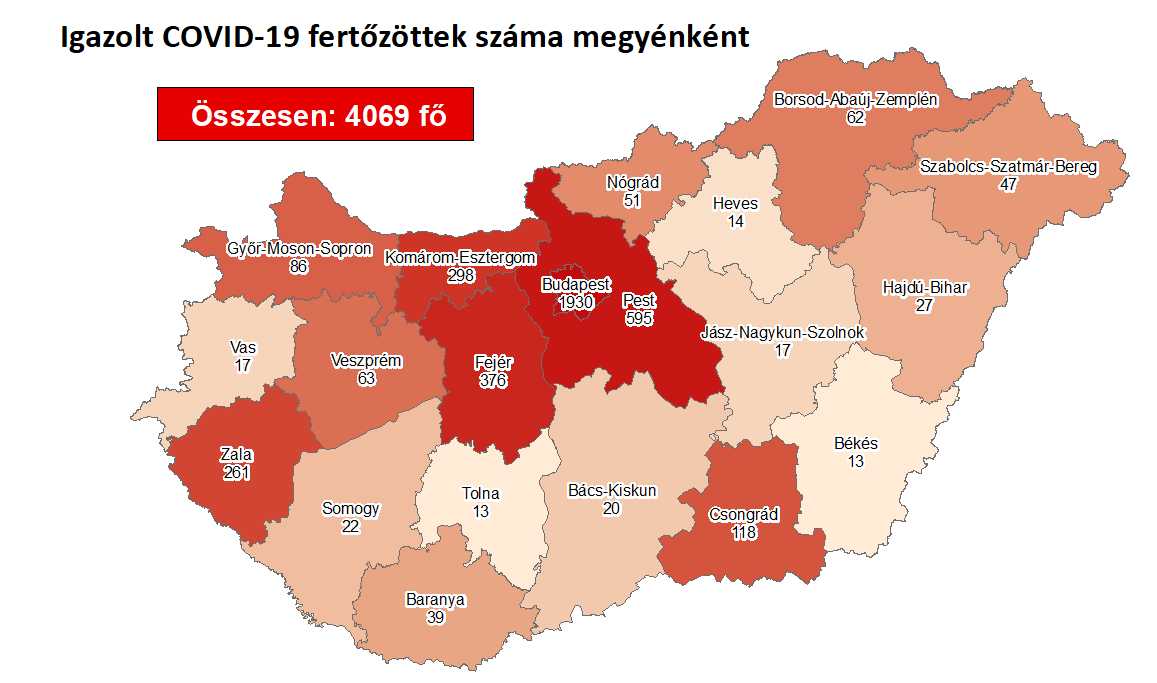 Igazolt COVID-19 fertőzöttek száma megyénként
Összesen: 4069 fő
Borsod-Abaúj-Zemplén
62
Szabolcs-Szatmár-Bereg
47
Nógrád
51
Heves
14
Győr-Moson-Sopron
86
Komárom-Esztergom
298
Budapest
1930
Pest
595
Hajdú-Bihar
27
Jász-Nagykun-Szolnok
17
Vas
17
Veszprém
63
Fejér
376
Zala
261
Békés
13
Somogy
22
Tolna
13
Bács-Kiskun
20
Csongrád
118
Baranya
39